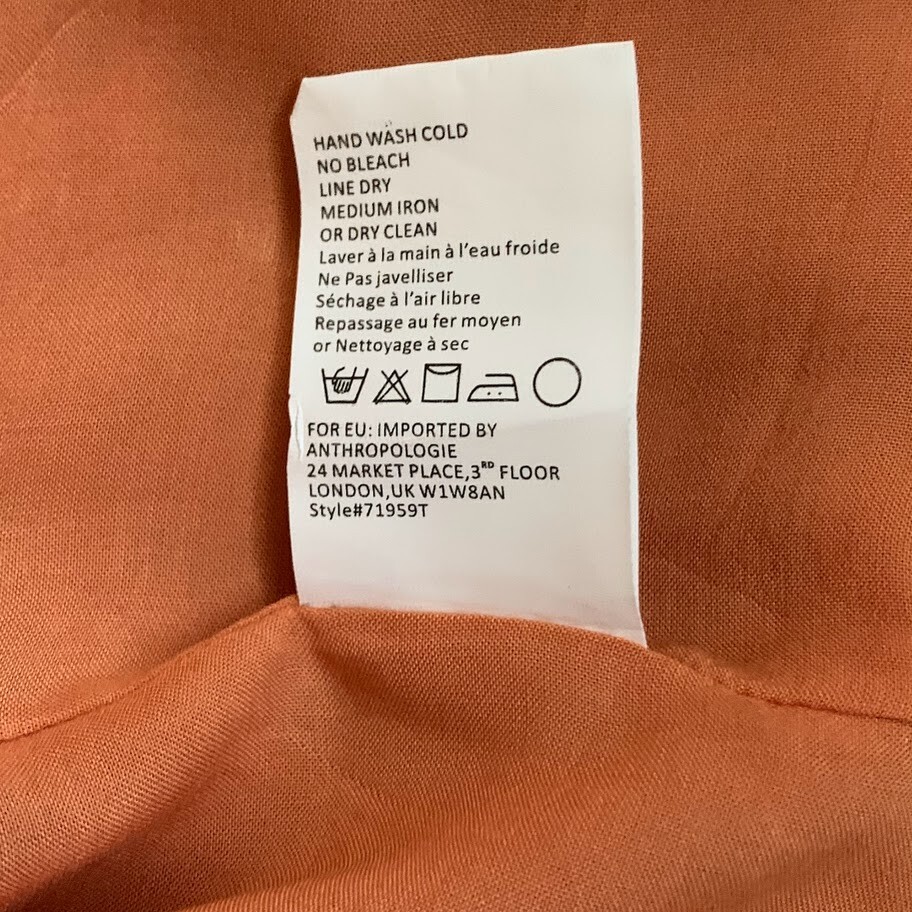 HAND WASH COLD
NO BLEACH
LINE DRY
MEDIUM IRON
OR DRY CLEAN
Laver à la main à l'eau froide
Ne Pas javelliser
Séchage à l'air libre
Repassage au fer moyen
or Nettoyage à sec
FOR EU: IMPORTED BY
ANTHROPOLOGIE
24 MARKET PLACE,3RD FLOOR
LONDON,UK W1W8AN
Style#71959T